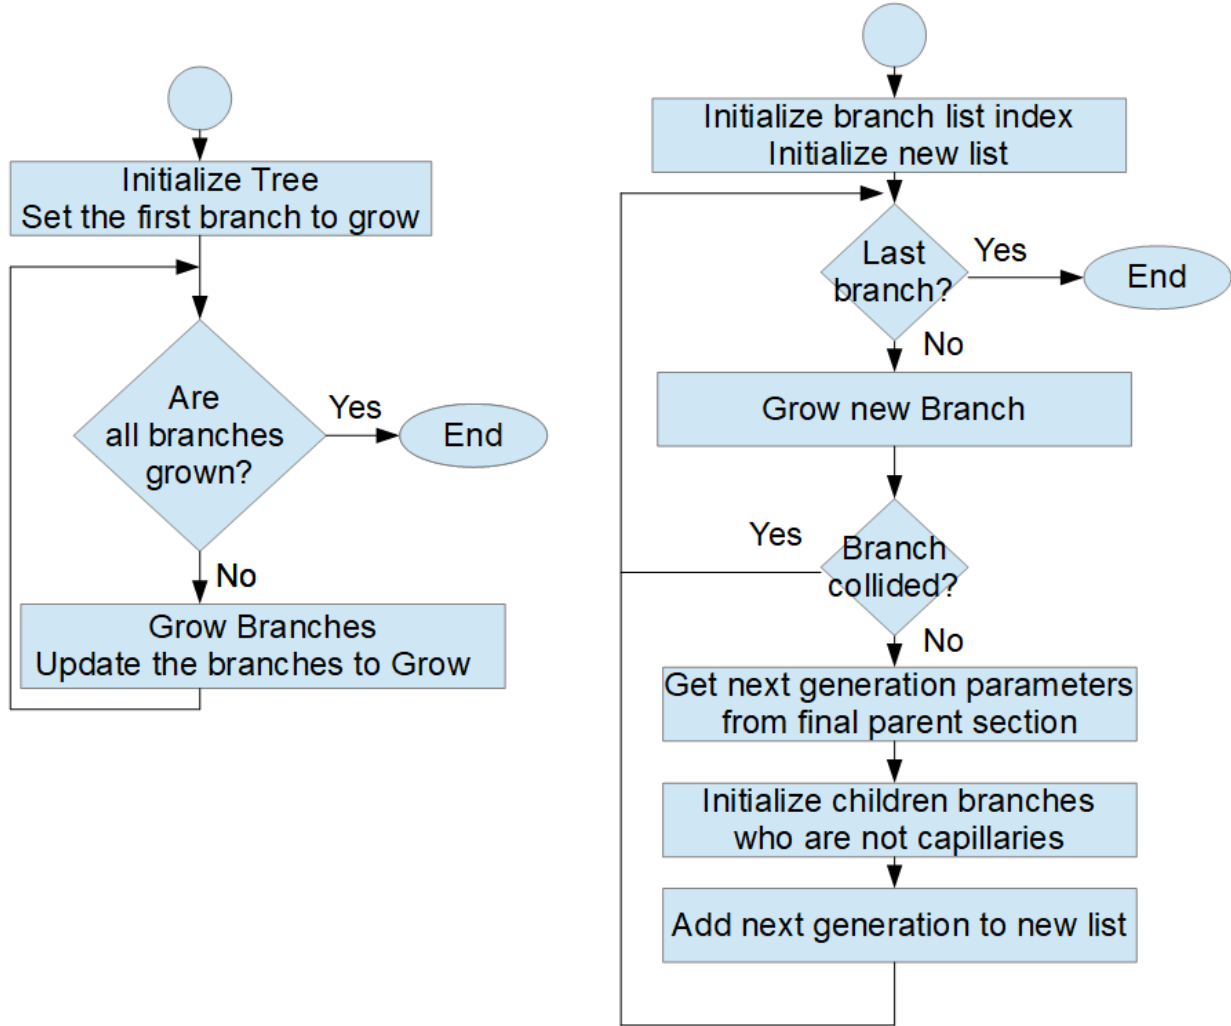 Initialize Tree
Set the first branch to grow
Are
all branches
grown?
Yes
End
No
Grow Branches
Update the branches to Grow
Initialize branch list index
Initialize new list
Last
branch?
Yes
End
No
Grow new Branch
Branch
collided?
Yes
No
Get next generation parameters
from final parent section
Initialize children branches
who are not capillaries
Add next generation to new list